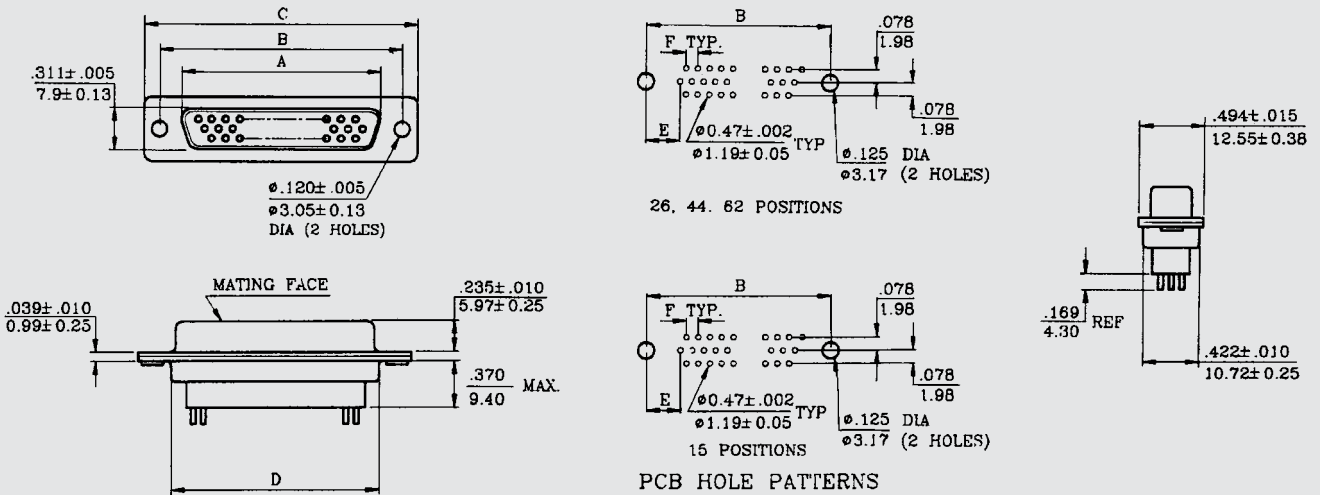 C
B
A
.311±.005
7.9±0.13
ø.120±.005
ø3.05±0.13
DIA (2 HOLES)
B
F TYP.
.078
1.98
.078
1.98
E
ø0.47±.002
ø1.19±0.05
TYP
ø.125 DIA
ø3.17 (2 HOLES)
26, 44. 62 POSITIONS
.494±.015
12.55±0.38
.169
4.30
REF
.422±.010
10.72±0.25
MATING FACE
.039±.010
0.99±0.25
.235±.010
5.97±0.25
.370
9.40
MAX.
D
B
F TYP.
.078
1.98
.078
1.98
E
ø0.47±.002
ø1.19±0.05
TYP
ø.125 DIA
ø3.17 (2 HOLES)
15 POSITIONS
PCB HOLE PATTERNS